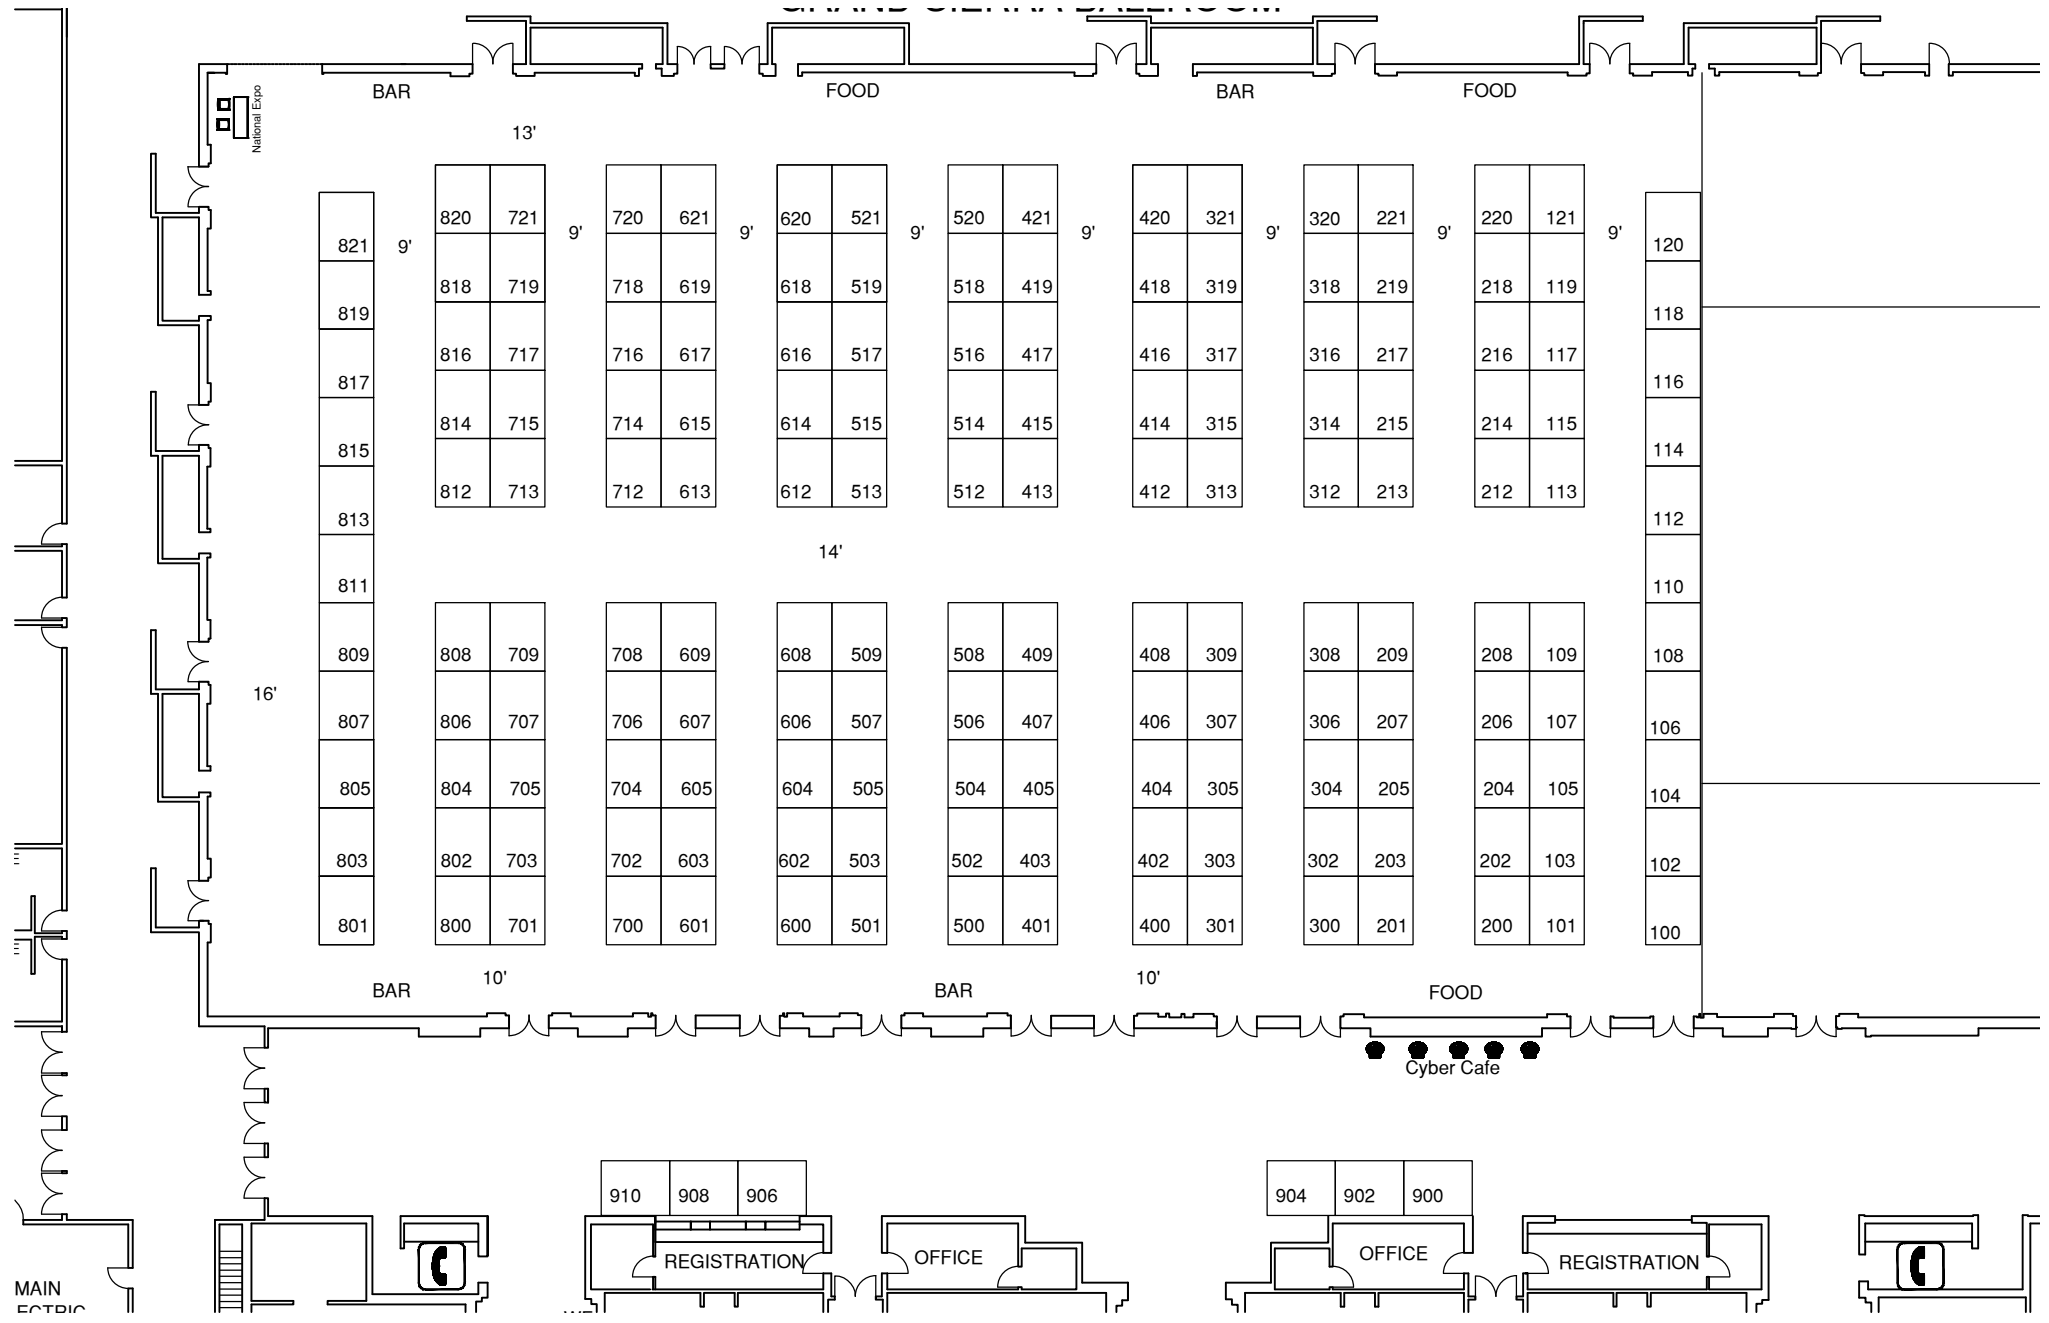 GRAND SIERRA BALLROOM
BAR FOOD BAR FOOD
National Expo
13'
820 721 720 621 620 521 520 421 420 321 320 221 220 121
9' 9' 9' 9' 9' 9' 9' 9'
821 120
818 719 718 619 618 519 518 419 418 319 318 219 218 119
819 118
816 717 716 617 616 517 516 417 416 317 316 217 216 117
817 116
814 715 714 615 614 515 514 415 414 315 314 215 214 115
815 114
812 713 712 613 612 513 512 413 412 313 312 213 212 113
813 112
14'
811 110
809 808 709 708 609 608 509 508 409 408 309 308 209 208 109 108
16'
807 806 707 706 607 606 507 506 407 406 307 306 207 206 107 106
805 804 705 704 605 604 505 504 405 404 305 304 205 204 105 104
803 802 703 702 603 602 503 502 403 402 303 302 203 202 103 102
801 800 701 700 601 600 501 500 401 400 301 300 201 200 101 100
10' 10'
BAR BAR FOOD
Cyber Cafe
910 908 906 904 902 900
REGISTRATION OFFICE OFFICE REGISTRATION
MAIN